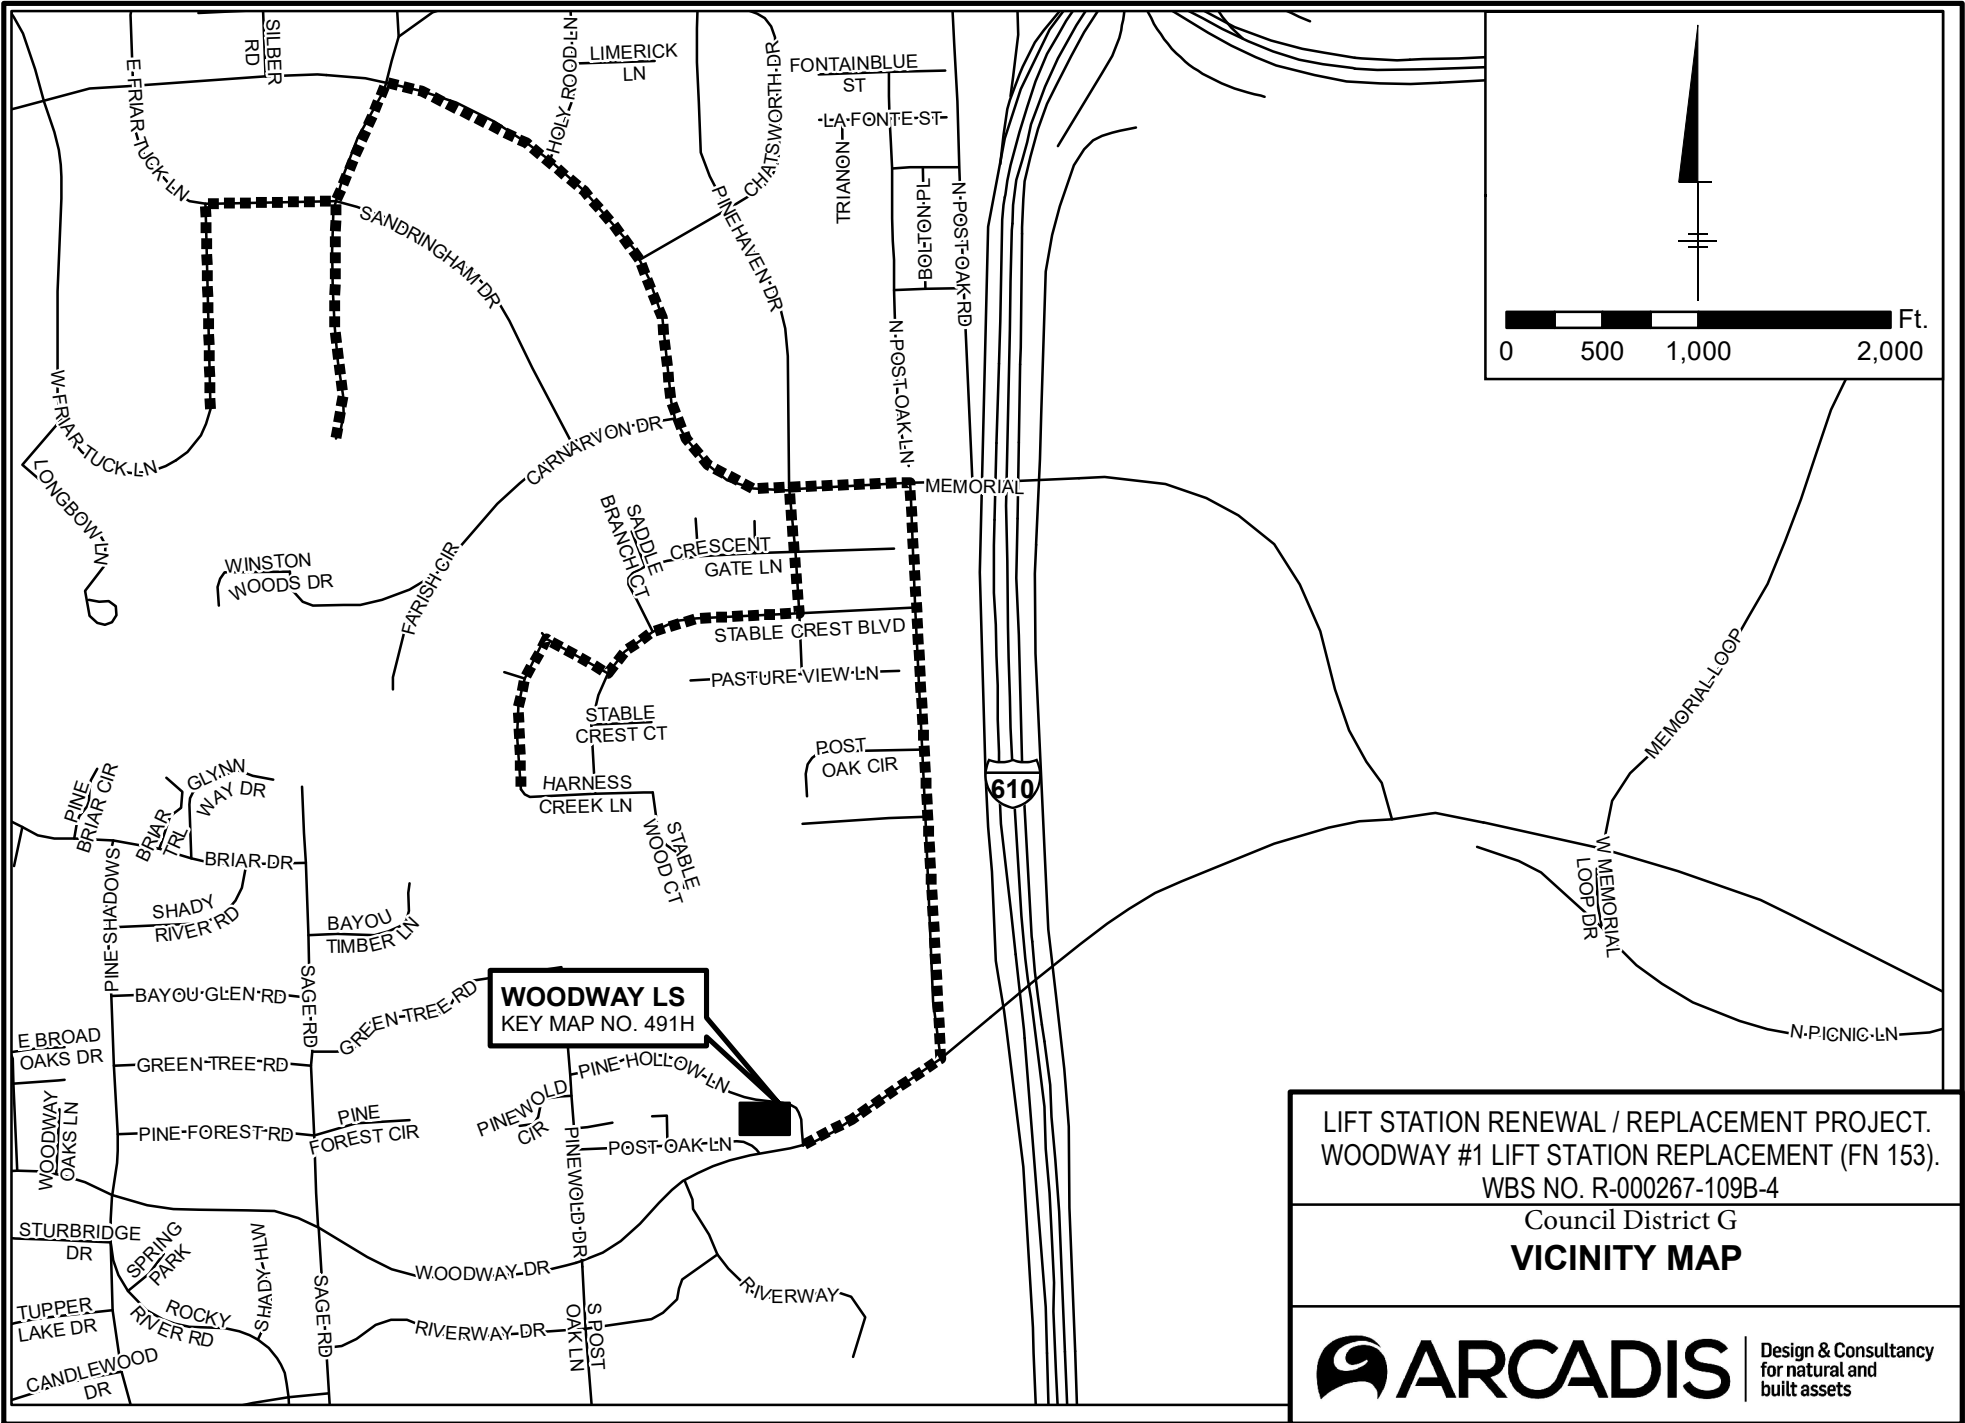 SILBER
RD
E FRIAR TUCK LN
HOLY ROOD LN
LIMERICK
LN
CHATSWORTH DR
FONTAINBLUE
ST
LA FONTE ST
TRIANON
BOLTON PL
N POST OAK RD
PINEHAVEN DR
SANDRINGHAM DR
N POST OAK LN
Ft.
0
500
1,000
2,000
W FRIAR TUCK LN
CARNARVON DR
MEMORIAL
LONGBOW LN
SADDLE
BRANCH CT
CRESCENT
GATE LN
WINSTON
WOODS DR
FARISH CIR
STABLE CREST BLVD
PASTURE VIEW LN
MEMORIAL LOOP
STABLE
CREST CT
POST
OAK CIR
610
HARNESS
CREEK LN
PINE
BRIAR CIR
GLYNN
WAY DR
BRIAR
TRL
BRIAR DR
STABLE
WOOD CT
W MEMORIAL
LOOP DR
PINE SHADOWS
SHADY
RIVER RD
BAYOU
TIMBER LN
SAGE RD
BAYOU GLEN RD
GREEN TREE RD
WOODWAY LS
KEY MAP NO. 491H
N PICNIC LN
E BROAD
OAKS DR
GREEN TREE RD
PINE HOLLOW LN
WOODWAY
OAKS LN
PINE FOREST RD
PINE
FOREST CIR
PINEWOLD
CIR
POST OAK LN
PINEWOLD DR
LIFT STATION RENEWAL / REPLACEMENT PROJECT.
WOODWAY #1 LIFT STATION REPLACEMENT (FN 153).
WBS NO. R-000267-109B-4
Council District G
VICINITY MAP
STURBRIDGE
DR
SPRING
PARK
SHADYHLW
SAGE RD
WOODWAY DR
RIVERWAY
TUPPER
LAKE DR
ROCKY
RIVER RD
RIVERWAY DR
S POST
OAK LN
CANDLEWOOD
DR
ARCADIS
Design & Consultancy
for natural and
built assets